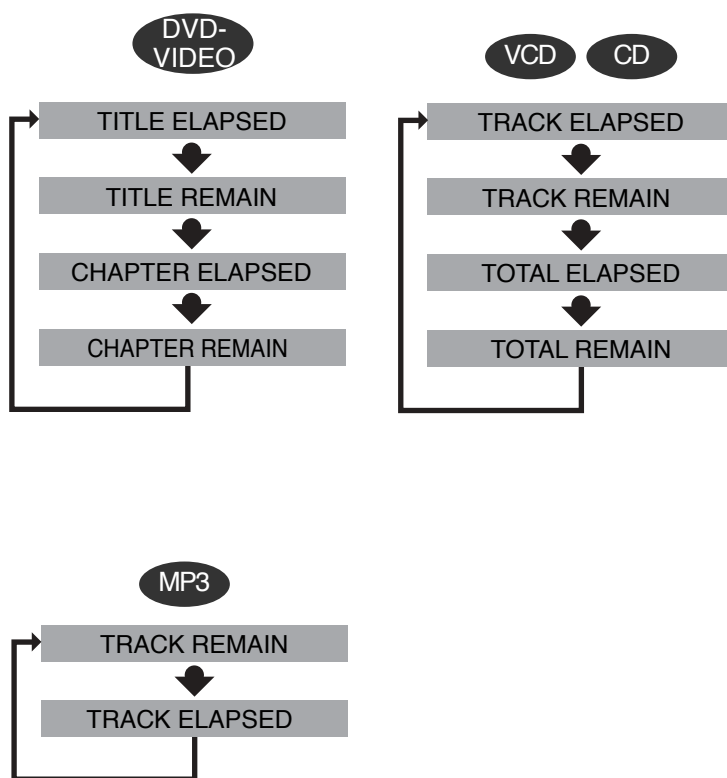 DVD-
VIDEO
TITLE ELAPSED
TITLE REMAIN
CHAPTER ELAPSED
CHAPTER REMAIN
VCD CD
TRACK ELAPSED
TRACK REMAIN
TOTAL ELAPSED
TOTAL REMAIN
MP3
TRACK REMAIN
TRACK ELAPSED